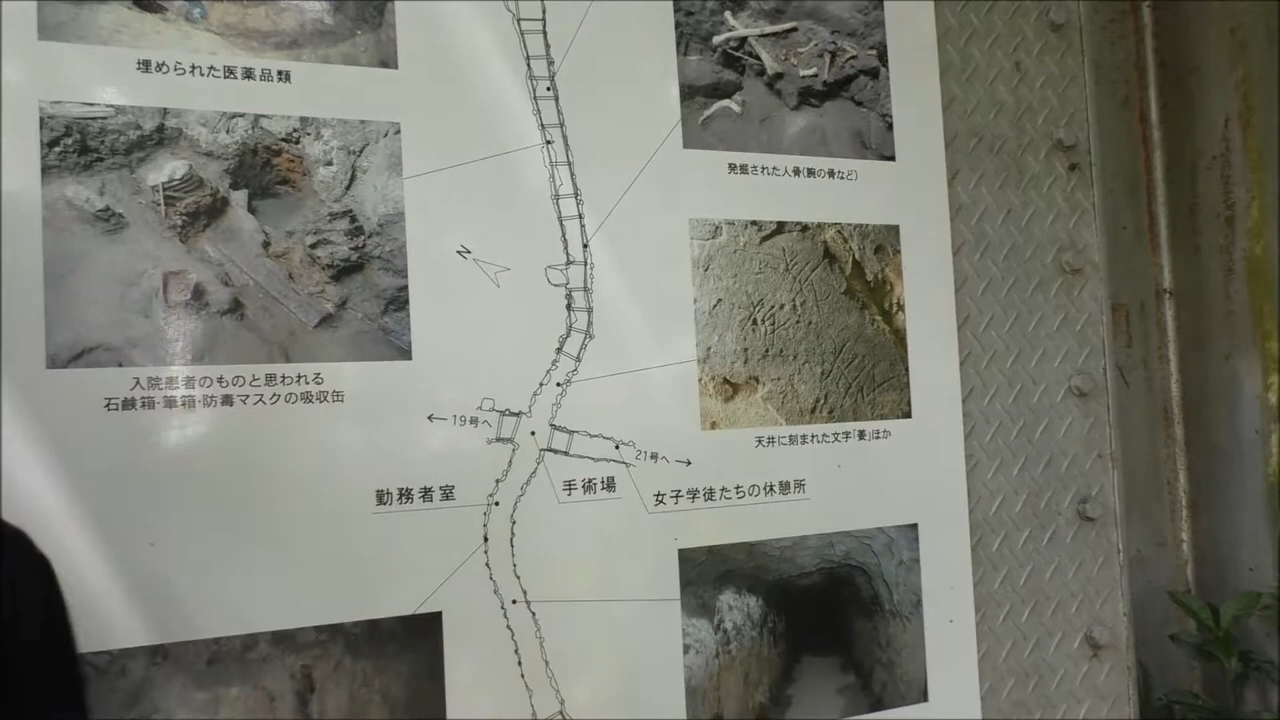 埋められた医薬品類
発掘された人骨(腕の骨など)
N
入院患者のものと思われる
石鹸箱・筆箱・防毒マスクの吸収缶
天井に刻まれた文字「姜」ほか
←19号へ
21号へ→
勤務者室
手術場
女子学徒たちの休憩所